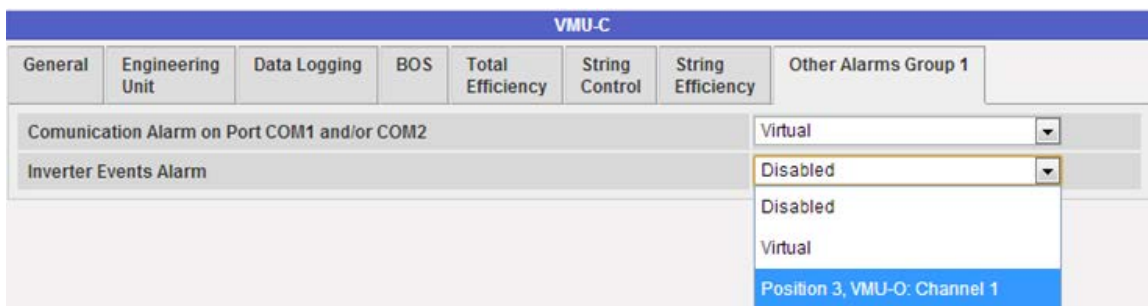 VMU-C
General
Engineering
Unit
Data Logging
BOS
Total
Efficiency
String
Control
String
Efficiency
Other Alarms Group 1
Comunication Alarm on Port COM1 and/or COM2
Virtual
Inverter Events Alarm
Disabled
Disabled
Virtual
Position 3, VMU-O: Channel 1